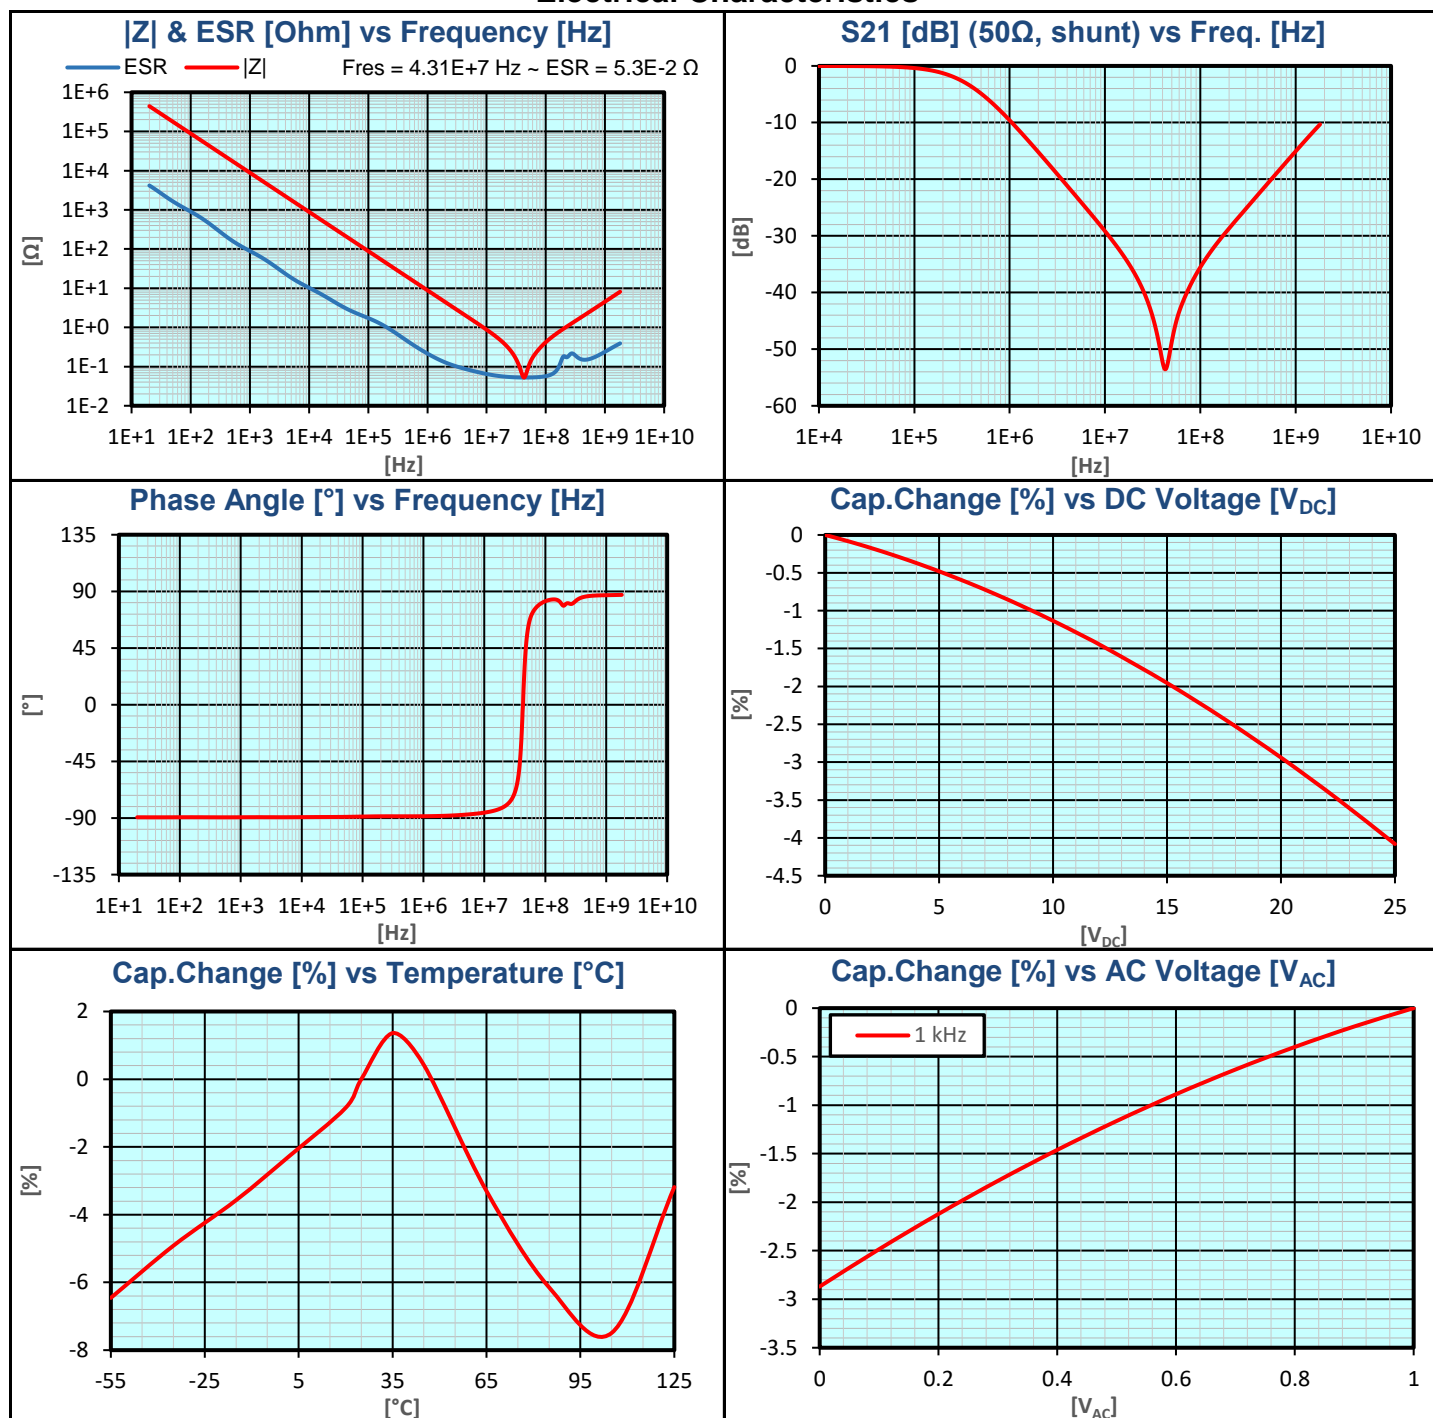 Electrical Characteristics
|Z| & ESR [Ohm] vs Frequency [Hz]
ESR |Z| Fres = 4.31E+7 Hz ~ ESR = 5.3E-2 Ω
1E+6
1E+5
1E+4
1E+3
1E+2
1E+1
1E+0
1E-1
1E-2
[Ω]
1E+1 1E+2 1E+3 1E+4 1E+5 1E+6 1E+7 1E+8 1E+9 1E+10
[Hz]
S21 [dB] (50Ω, shunt) vs Freq. [Hz]
0
-10
-20
-30
-40
-50
-60
[dB]
1E+4 1E+5 1E+6 1E+7 1E+8 1E+9 1E+10
[Hz]
Phase Angle [°] vs Frequency [Hz]
135
90
45
0
-45
-90
-135
[°]
1E+1 1E+2 1E+3 1E+4 1E+5 1E+6 1E+7 1E+8 1E+9 1E+10
[Hz]
Cap.Change [%] vs DC Voltage [VDC]
0
-0.5
-1
-1.5
-2
-2.5
-3
-3.5
-4
-4.5
[%]
0 5 10 15 20 25
[VDC]
Cap.Change [%] vs Temperature [°C]
2
0
-2
-4
-6
-8
[%]
-55 -25 5 35 65 95 125
[°C]
Cap.Change [%] vs AC Voltage [VAC]
1 kHz
0
-0.5
-1
-1.5
-2
-2.5
-3
-3.5
[%]
0 0.2 0.4 0.6 0.8 1
[VAC]